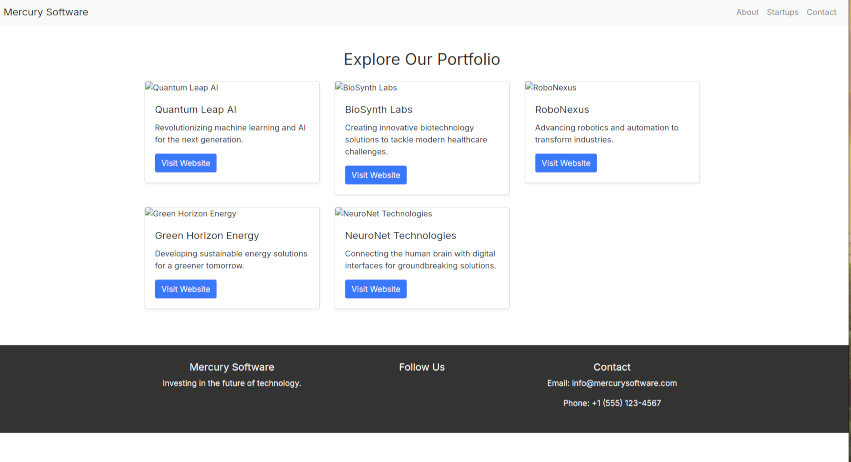 Mercury Software
About Startups Contact
Explore Our Portfolio
Quantum Leap AI
Quantum Leap AI
Revolutionizing machine learning and AI
for the next generation.
Visit Website
BioSynth Labs
BioSynth Labs
Creating innovative biotechnology
solutions to tackle modern healthcare
challenges.
Visit Website
RoboNexus
RoboNexus
Advancing robotics and automation to
transform industries.
Visit Website
Green Horizon Energy
Green Horizon Energy
Developing sustainable energy solutions
for a greener tomorrow.
Visit Website
NeuroNet Technologies
NeuroNet Technologies
Connecting the human brain with digital
interfaces for groundbreaking solutions.
Visit Website
Mercury Software
Investing in the future of technology.
Follow Us
Contact
Email: info@mercurysoftware.com
Phone: +1 (555) 123-4567